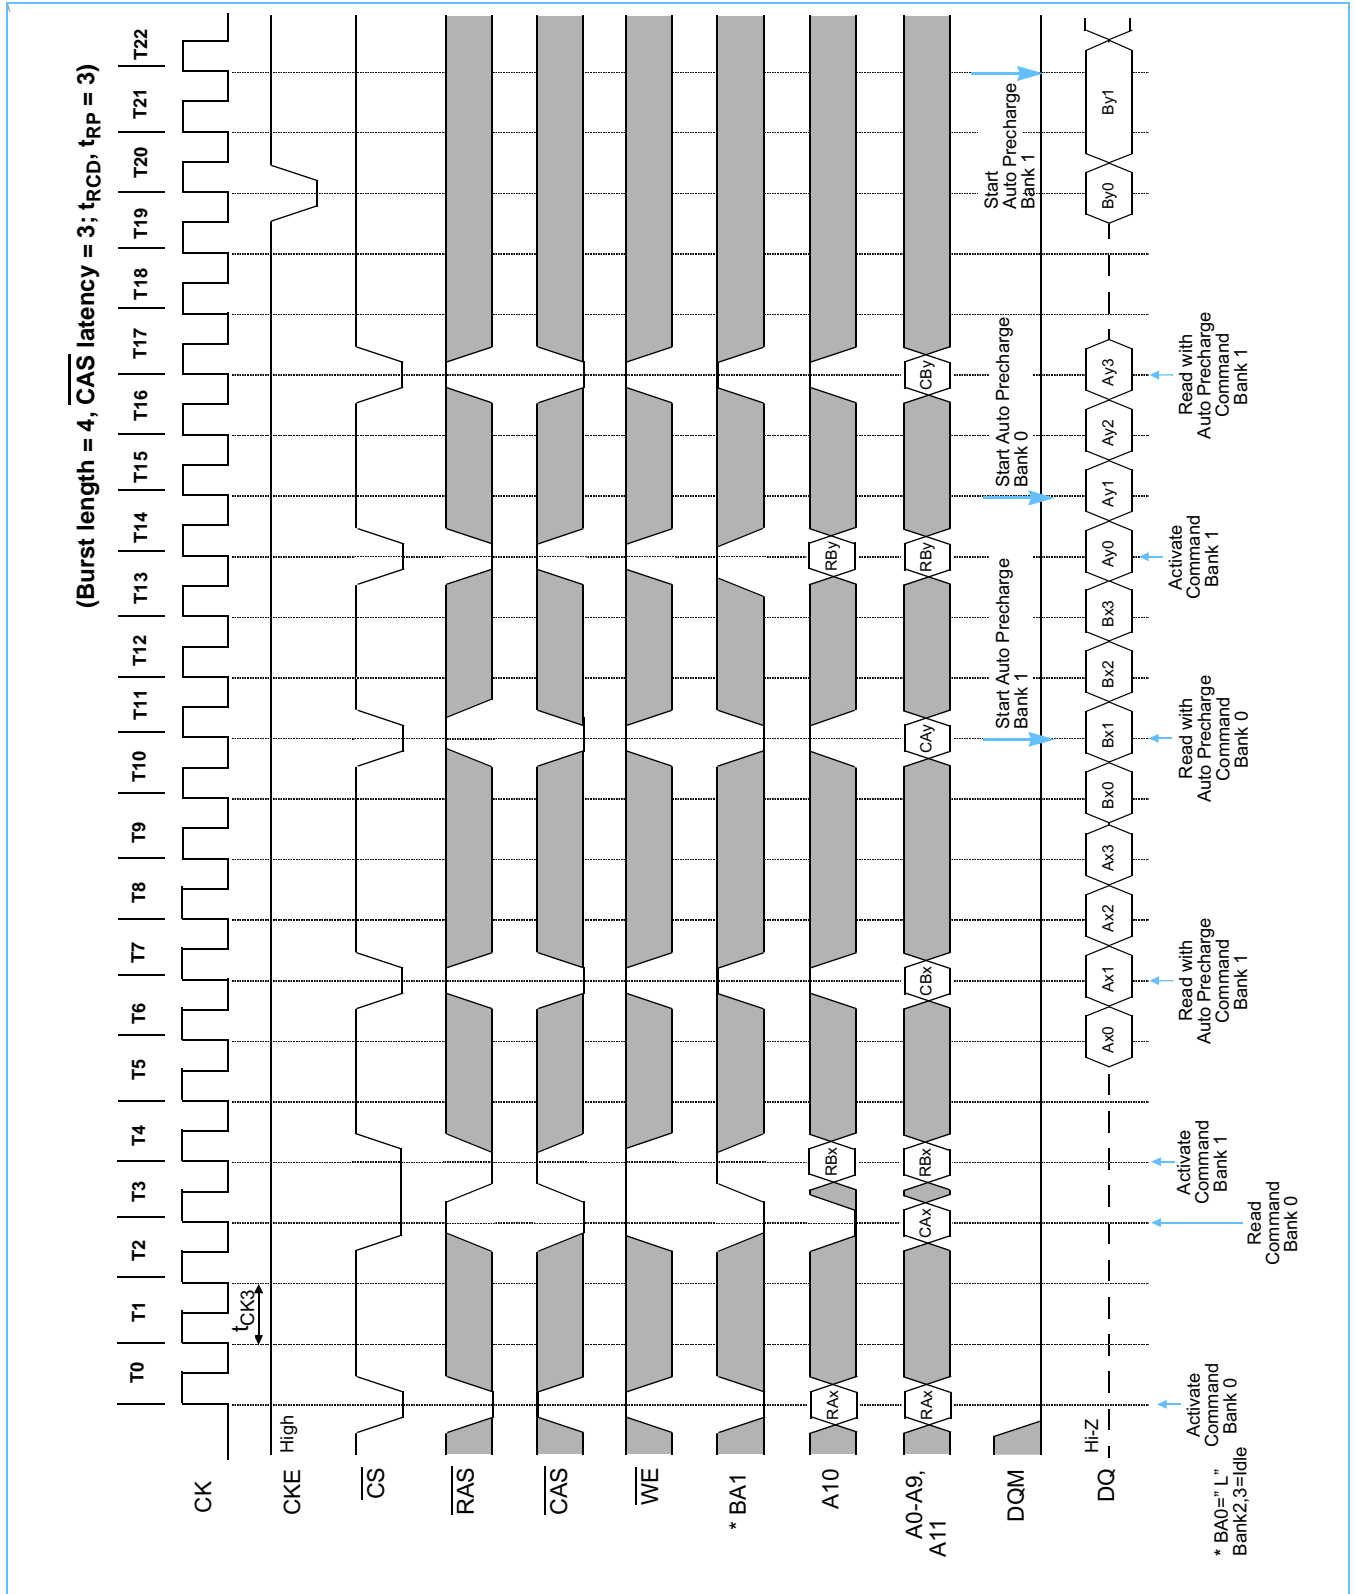 (Burst length = 4, CAS latency = 3; tRCD, tRP = 3)
T0 T1 T2 T3 T4 T5 T6 T7 T8 T9 T10 T11 T12 T13 T14 T15 T16 T17 T18 T19 T20 T21 T22
CK
tCK3
CKE
High
CS
RAS
CAS
WE
* BA1
A10
RAx RBx RBy
A0-A9,
A11
RAx CAx RBx CBx CAy RBy CBy
DQM
Start Auto Precharge
Bank 1
Start Auto Precharge
Bank 0
Start
Auto Precharge
Bank 1
DQ
Hi-Z
Ax0 Ax1 Ax2 Ax3 Bx0 Bx1 Bx2 Bx3 Ay0 Ay1 Ay2 Ay3 By0 By1
Activate
Command
Bank 0
Read
Command
Bank 0
Activate
Command
Bank 1
Read with
Auto Precharge
Command
Bank 1
Read with
Auto Precharge
Command
Bank 0
Activate
Command
Bank 1
Read with
Auto Precharge
Command
Bank 1
* BA0=” L”
Bank2,3=Idle